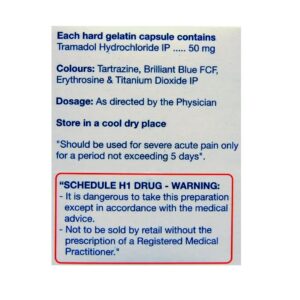 Each hard gelatin capsule contains
Tramadol Hydrochloride IP ..... 50 mg
Colours: Tartrazine, Brilliant Blue FCF,
Erythrosine & Titanium Dioxide IP
Dosage: As directed by the Physician
Store in a cool dry place
"Should be used for severe acute pain only
for a period not exceeding 5 days".
"SCHEDULE H1 DRUG - WARNING:
- It is dangerous to take this preparation
except in accordance with the medical
advice.
- Not to be sold by retail without the
prescription of a Registered Medical
Practitioner."